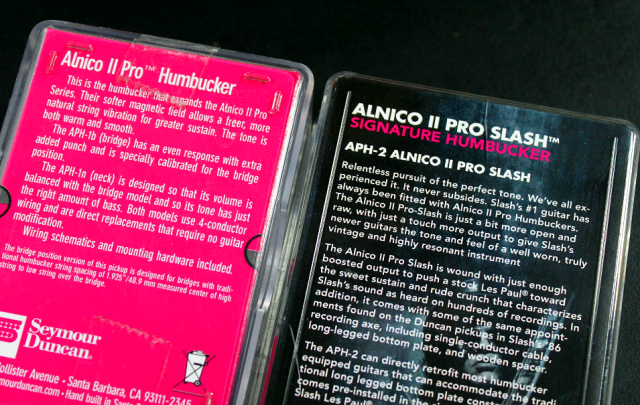 Alnico II Pro™ Humbucker
This is the humbucker that expands the Alnico II Pro
Series. Their softer magnetic field allows a freer, more
natural string vibration for greater sustain. The tone is
both warm and smooth.
The APH-1b (bridge) has an even response with extra
added punch and is specially calibrated for the bridge
position.
The APH-1n (neck) is designed so that its volume is
balanced with the bridge model and so its tone has just
the right amount of bass. Both models use 4-conductor
wiring and are direct replacements that require no guitar
modification.
Wiring schematics and mounting hardware included.
The bridge position version of this pickup is designed for bridges with tradi-
tional humbucker string spacing of 1.925"/48.9 mm measured center of high
string to low string over the bridge.
Seymour
Duncan®
Hollister Avenue • Santa Barbara, CA 93111-2345
mourduncan.com • Hand built in Santa
ALNICO II PRO SLASH™
SIGNATURE HUMBUCKER
APH-2 ALNICO II PRO SLASH
Relentless pursuit of the perfect tone. We've all ex-
perienced it. It never subsides. Slash's #1 guitar has
always been fitted with Alnico II Pro Humbuckers.
The Alnico II Pro-Slash is just a bit more open and
raw, with just a touch more output to give Slash's
newer guitars the tone and feel of a well worn, truly
vintage and highly resonant instrument
The Alnico II Pro Slash is wound with just enough
boosted output to push a stock Les Paul® toward
the sweet sustain and rude crunch that characterizes
Slash's sound as heard on hundreds of recordings. In
addition, it comes with some of the same appoint-
ments found on the Duncan pickups in Slash's '86
recording axe, including single-conductor cable,
long-legged bottom plate, and wooden spacer.
The APH-2 can directly retrofit most humbucker
equipped guitars that can accommodate the tradi
tional long legged bottom plate
comes pre-installed in the
Slash Les Paul®